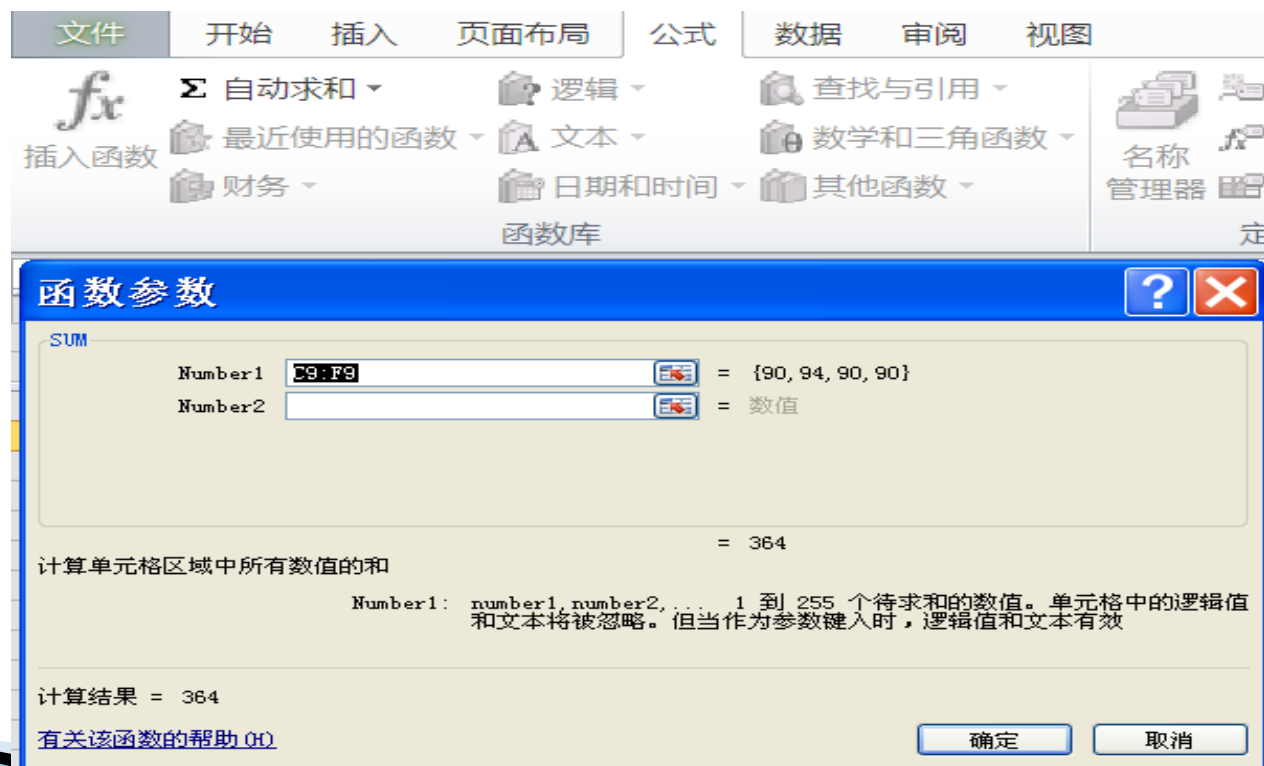 文件 开始 插入 页面布局 公式 数据 审阅 视图
fx 插入函数
Σ 自动求和 逻辑 查找与引用
最近使用的函数 A 文本 θ 数学和三角函数
财务 日期和时间 其他函数
名称
管理器
函数库 定
函数参数
SUM
Number1 C9:F9 = {90,94,90,90}
Number2 = 数值
= 364
计算单元格区域中所有数值的和
Number1: number1,number2,... 1 到 255 个待求和的数值。单元格中的逻辑值
和文本将被忽略。但当作为参数键入时，逻辑值和文本有效
计算结果 = 364
有关该函数的帮助(H) 确定 取消